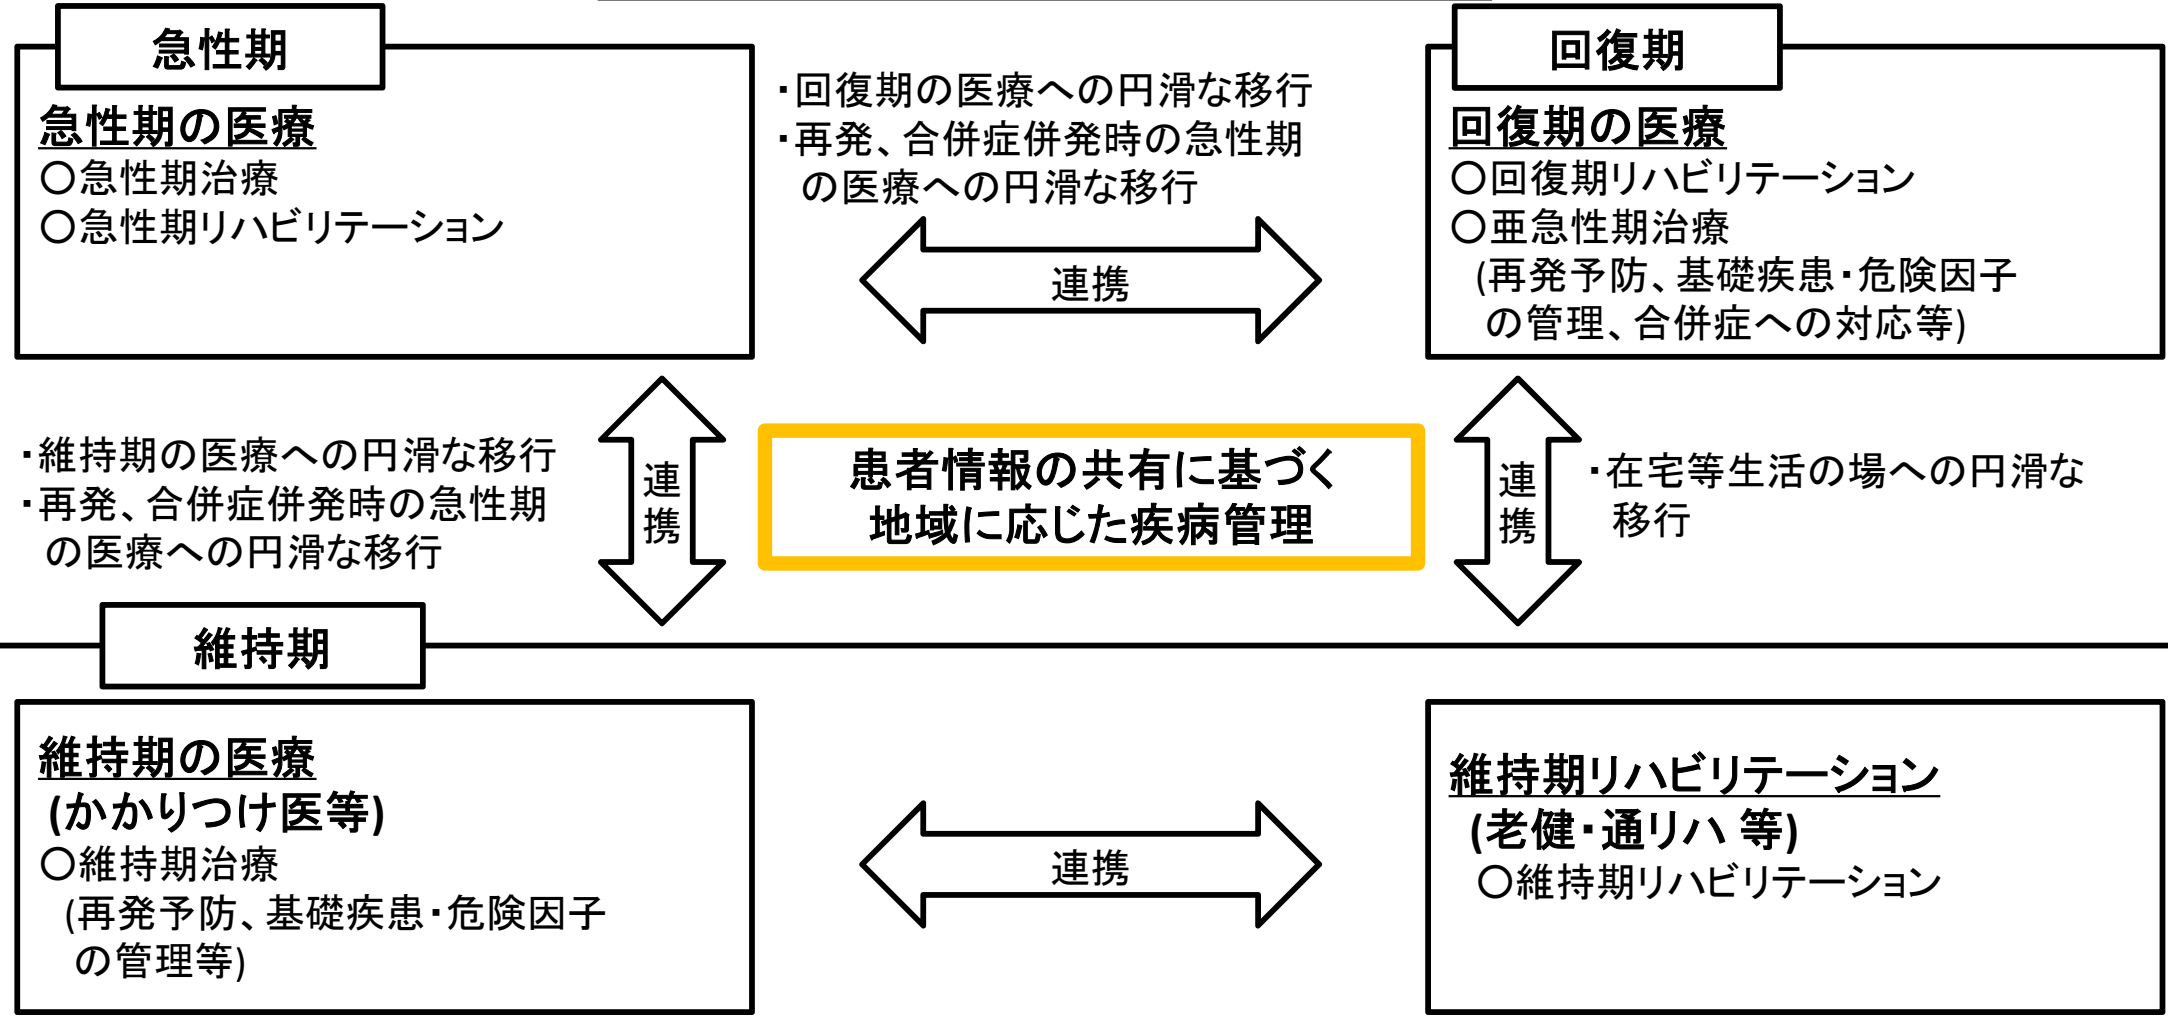 急性期
急性期の医療
○急性期治療
○急性期リハビリテーション
・回復期の医療への円滑な移行
・再発、合併症併発時の急性期
の医療への円滑な移行
連携
回復期
回復期の医療
○回復期リハビリテーション
○亜急性期治療
(再発予防、基礎疾患・危険因子
の管理、合併症への対応等)
・維持期の医療への円滑な移行
・再発、合併症併発時の急性期
の医療への円滑な移行
連携
患者情報の共有に基づく
地域に応じた疾病管理
連携
・在宅等生活の場への円滑な
移行
維持期
維持期の医療
(かかりつけ医等)
○維持期治療
(再発予防、基礎疾患・危険因子
の管理等)
連携
維持期リハビリテーション
(老健・通リハ 等)
○維持期リハビリテーション